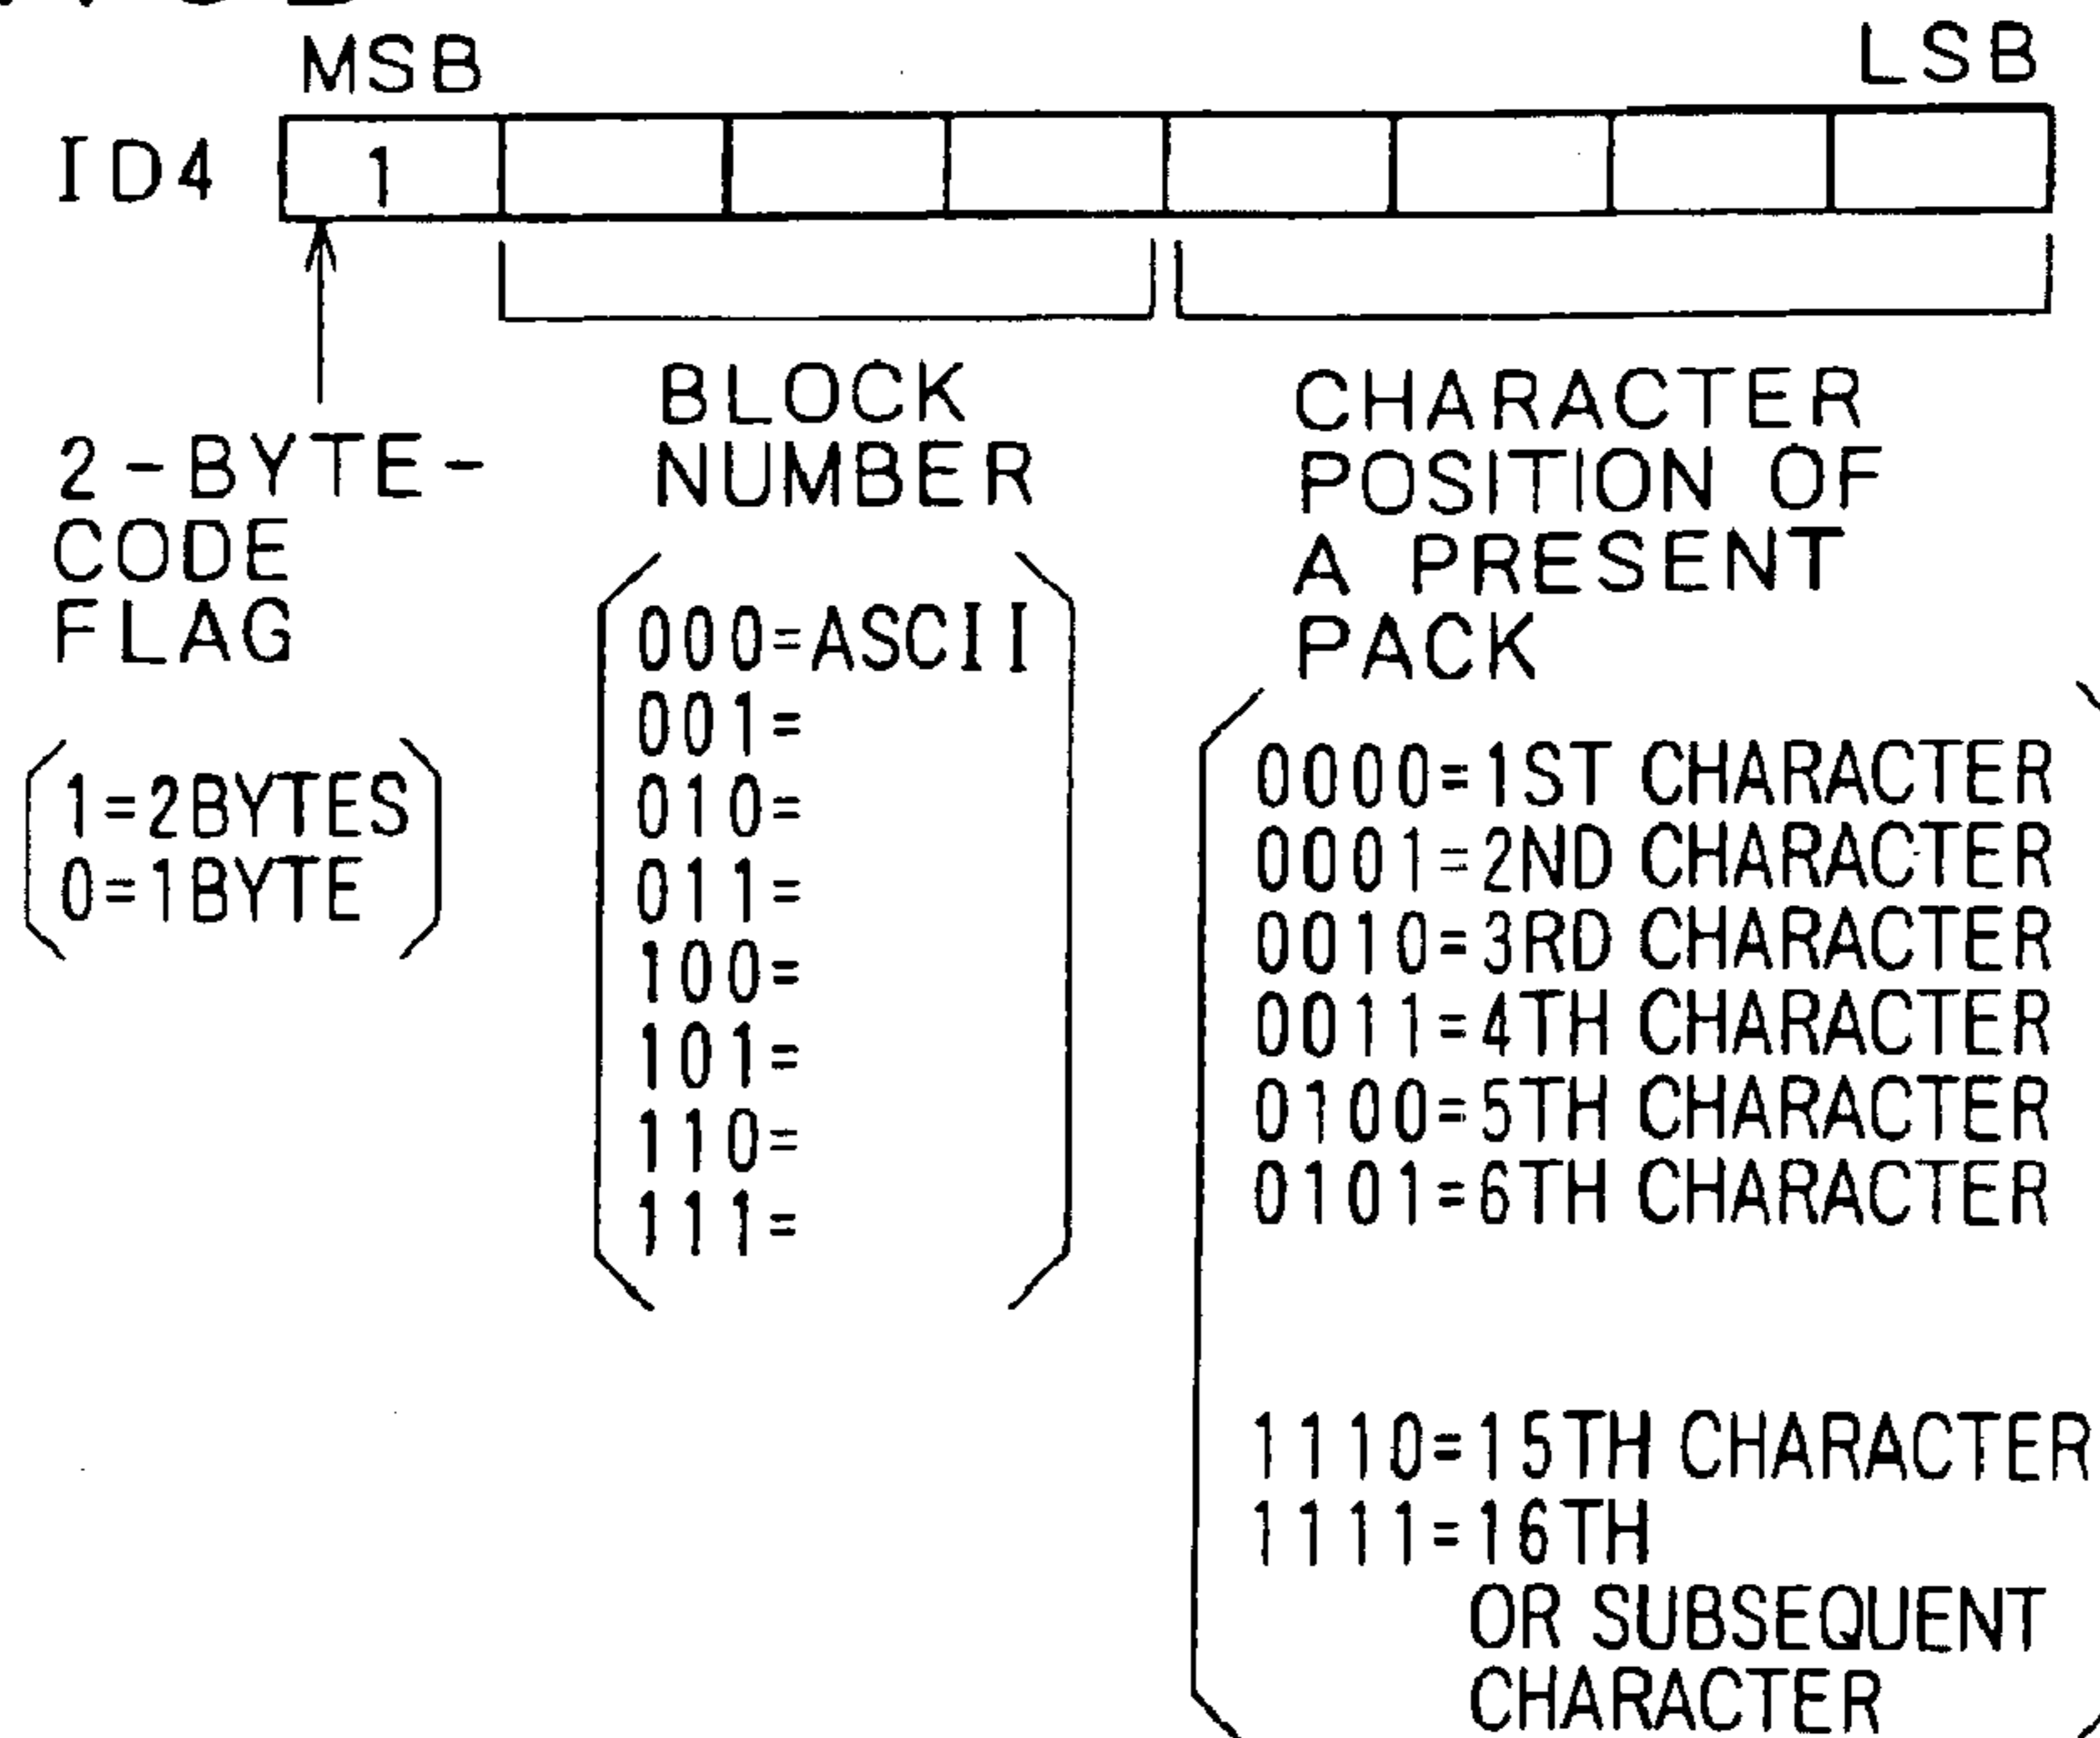 MSB LSB
ID4 1
2-BYTE-
CODE
FLAG
1=2BYTES
0=1BYTE
BLOCK
NUMBER
000=ASCII
001=
010=
011=
100=
101=
110=
111=
CHARACTER
POSITION OF
A PRESENT
PACK
0000=1ST CHARACTER
0001=2ND CHARACTER
0010=3RD CHARACTER
0011=4TH CHARACTER
0100=5TH CHARACTER
0101=6TH CHARACTER
1110=15TH CHARACTER
1111=16TH
OR SUBSEQUENT
CHARACTER